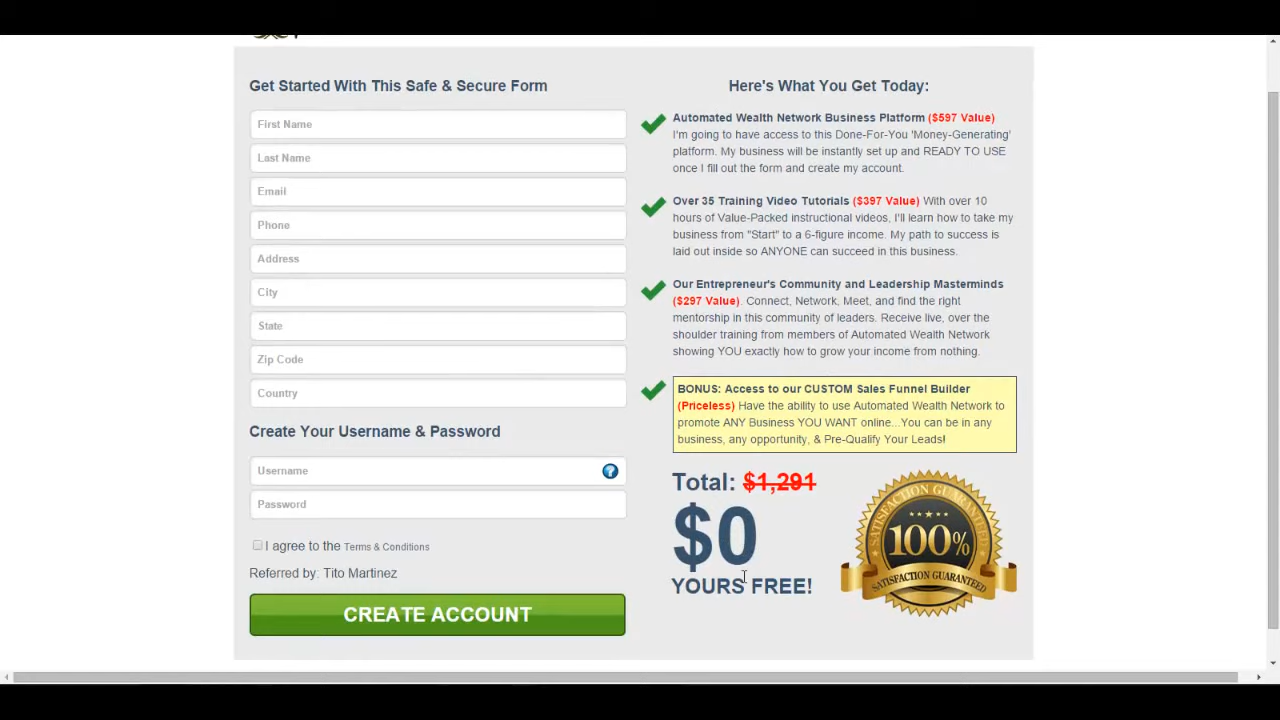 Get Started With This Safe & Secure Form
First Name
Last Name
Email
Phone
Address
City
State
Zip Code
Country
Create Your Username & Password
Username
?
Password
I agree to the Terms & Conditions
Referred by: Tito Martinez
CREATE ACCOUNT
Here's What You Get Today:
Automated Wealth Network Business Platform ($597 Value)
I'm going to have access to this Done-For-You 'Money-Generating'
platform. My business will be instantly set up and READY TO USE
once I fill out the form and create my account.
Over 35 Training Video Tutorials ($397 Value) With over 10
hours of Value-Packed instructional videos, I'll learn how to take my
business from "Start" to a 6-figure income. My path to success is
laid out inside so ANYONE can succeed in this business.
Our Entrepreneur's Community and Leadership Masterminds
($297 Value). Connect, Network, Meet, and find the right
mentorship in this community of leaders. Receive live, over the
shoulder training from members of Automated Wealth Network
showing YOU exactly how to grow your income from nothing.
BONUS: Access to our CUSTOM Sales Funnel Builder
(Priceless) Have the ability to use Automated Wealth Network to
promote ANY Business YOU WANT online...You can be in any
business, any opportunity, & Pre-Qualify Your Leads!
Total: $1,291
$0
YOURS FREE!
SATISFACTION GUARANTEED
100%
SATISFACTION GUARANTEED